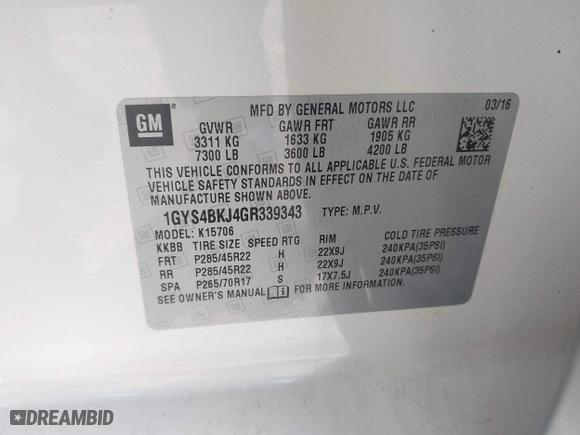 GM
MFD BY GENERAL MOTORS LLC 03/16
GVWR GAWR FRT GAWR RR
3311 KG 1633 KG 1905 KG
7300 LB 3600 LB 4200 LB
THIS VEHICLE CONFORMS TO ALL APPLICABLE U.S. FEDERAL MOTOR
VEHICLE SAFETY STANDARDS IN EFFECT ON THE DATE OF
MANUFACTURE SHOWN ABOVE.
1GYS4BKJ4GR339343 TYPE: M.P.V.
MODEL: K15706
KKBB TIRE SIZE SPEED RTG RIM COLD TIRE PRESSURE
FRT P285/45R22 H 22X9J 240KPA(35PSI)
RR P285/45R22 H 22X9J 240KPA(35PSI)
SPA P265/70R17 S 17X7.5J 240KPA(35PSI)
SEE OWNER'S MANUAL FOR MORE INFORMATION.
DREAMBID